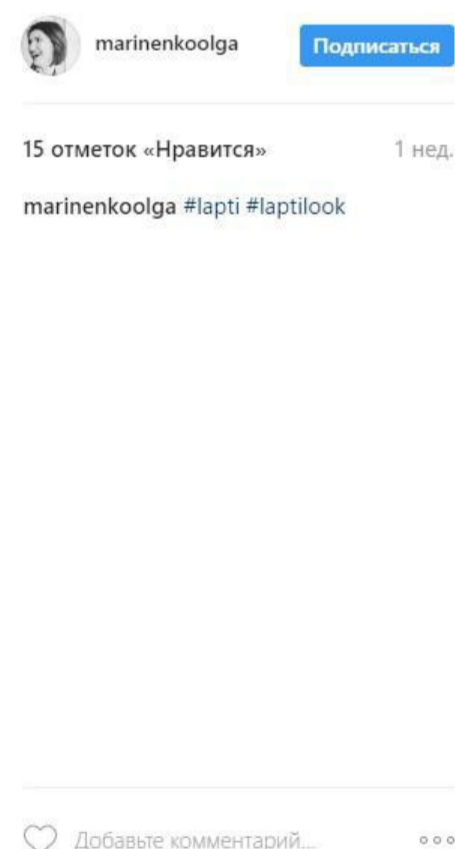 marinenkoolga
Подписаться
15 отметок «Нравится»
1 нед.
marinenkoolga #lapti #laptilook
Добавьте комментарий...